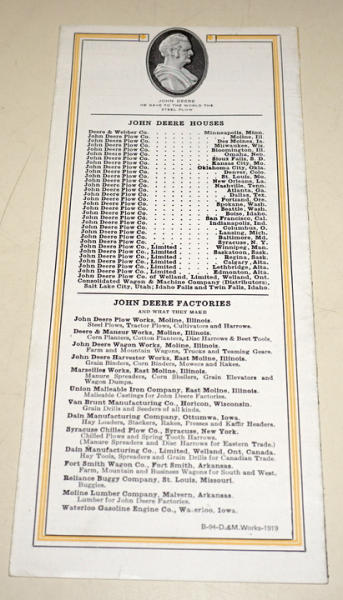 JOHN DEERE
HE GAVE TO THE WORLD THE
STEEL PLOW
JOHN DEERE HOUSES
Deere & Webber Co. Minneapolis, Minn.
John Deere Plow Co. Moline, Ill.
John Deere Plow Co. Des Moines, Ia.
John Deere Plow Co. Milwaukee, Wis.
John Deere Plow Co. Bloomington, Ill.
John Deere Plow Co. Omaha, Neb.
John Deere Plow Co. Sioux Falls, S. D.
John Deere Plow Co. Kansas City, Mo.
John Deere Plow Co. Oklahoma City, Okla.
John Deere Plow Co. Denver, Colo.
John Deere Plow Co. St. Louis, Mo.
John Deere Plow Co. New Orleans, La.
John Deere Plow Co. Nashville, Tenn.
John Deere Plow Co. Atlanta, Ga.
John Deere Plow Co. Dallas, Tex.
John Deere Plow Co. Portland, Ore.
John Deere Plow Co. Spokane, Wash.
John Deere Plow Co. Seattle, Wash.
John Deere Plow Co. Boise, Idaho.
John Deere Plow Co. San Francisco, Cal.
John Deere Plow Co. Indianapolis, Ind.
John Deere Plow Co. Columbus, O.
John Deere Plow Co. Lansing, Mich.
John Deere Plow Co. Baltimore, Md.
John Deere Plow Co. Syracuse, N. Y.
John Deere Plow Co., Limited Winnipeg, Man.
John Deere Plow Co., Limited Saskatoon, Sask.
John Deere Plow Co., Limited Regina, Sask.
John Deere Plow Co., Limited Calgary, Alta.
John Deere Plow Co., Limited Lethbridge, Alta.
John Deere Plow Co., Limited Edmonton, Alta.
John Deere Plow Co. of Welland, Limited, Welland, Ont.
Consolidated Wagon & Machine Company (Distributors),
Salt Lake City, Utah; Idaho Falls and Twin Falls, Idaho.
JOHN DEERE FACTORIES
AND WHAT THEY MAKE
John Deere Plow Works, Moline, Illinois.
Steel Plows, Tractor Plows, Cultivators and Harrows.
Deere & Mansur Works, Moline, Illinois.
Corn Planters, Cotton Planters, Disc Harrows & Beet Tools.
John Deere Wagon Works, Moline, Illinois.
Farm and Mountain Wagons, Trucks and Teaming Gears.
John Deere Harvester Works, East Moline, Illinois.
Grain Binders, Corn Binders, Mowers and Rakes.
Marseilles Works, East Moline, Illinois.
Manure Spreaders, Corn Shellers, Grain Elevators and
Wagon Dumps.
Union Malleable Iron Company, East Moline, Illinois.
Malleable Castings for John Deere Factories.
Van Brunt Manufacturing Co., Horicon, Wisconsin.
Grain Drills and Seeders of all kinds.
Dain Manufacturing Company, Ottumwa, Iowa.
Hay Loaders, Stackers, Rakes, Presses and Kaffir Headers.
Syracuse Chilled Plow Co., Syracuse, New York.
Chilled Plows and Spring Tooth Harrows.
(Manure Spreaders and Disc Harrows for Eastern Trade.)
Dain Manufacturing Co., Limited, Welland, Ont., Canada.
Hay Tools, Spreaders and Grain Drills for Canadian Trade.
Fort Smith Wagon Co., Fort Smith, Arkansas.
Farm, Mountain and Business Wagons for South and West.
Reliance Buggy Company, St. Louis, Missouri.
Buggies.
Moline Lumber Company, Malvern, Arkansas.
Lumber for John Deere Factories.
Waterloo Gasoline Engine Co., Waterloo, Iowa.
B-94-D.&M. Works-1919